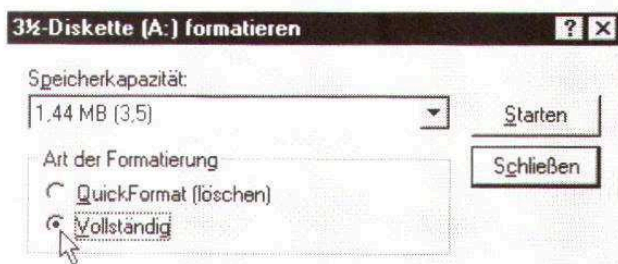 3½-Diskette (A:) formatieren
Speicherkapazität:
1,44 MB (3,5)
Starten
Art der Formatierung
Schließen
QuickFormat (löschen)
Vollständig